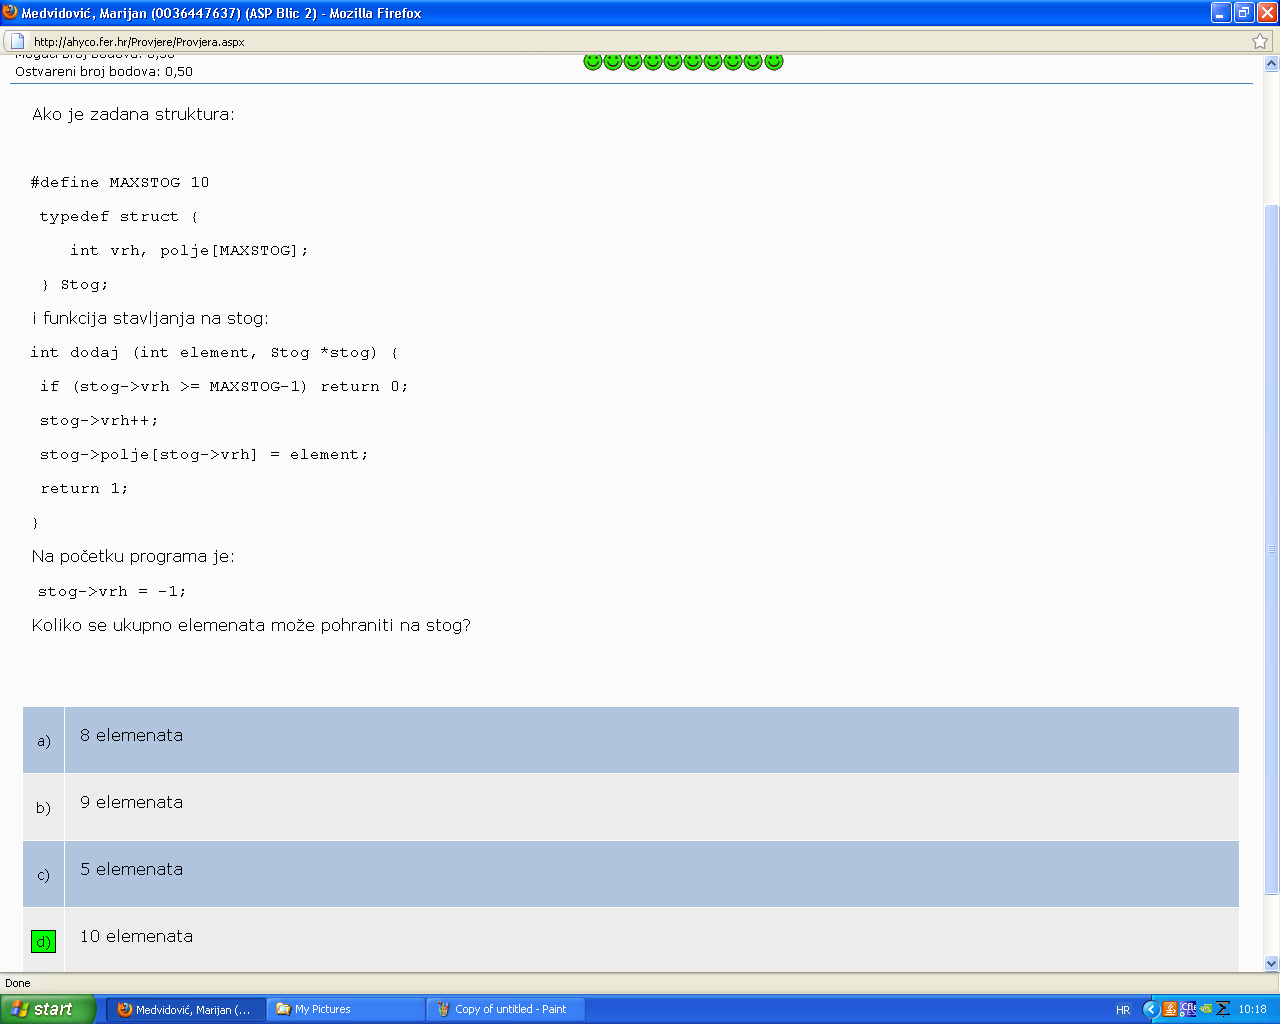 Medvidović, Marijan (0036447637) (ASP Blic 2) - Mozilla Firefox
http://ahyco.fer.hr/Provjere/Provjera.aspx
Mogući broj bodova: 0,50
Ostvareni broj bodova: 0,50
Ako je zadana struktura:
#define MAXSTOG 10
typedef struct {
int vrh, polje[MAXSTOG];
} Stog;
i funkcija stavljanja na stog:
int dodaj (int element, Stog *stog) {
if (stog->vrh >= MAXSTOG-1) return 0;
stog->vrh++;
stog->polje[stog->vrh] = element;
return 1;
}
Na početku programa je:
stog->vrh = -1;
Koliko se ukupno elemenata može pohraniti na stog?
a) 8 elemenata
b) 9 elemenata
c) 5 elemenata
d) 10 elemenata
Done
start Medvidović, Marijan (... My Pictures Copy of untitled - Paint HR 10:18